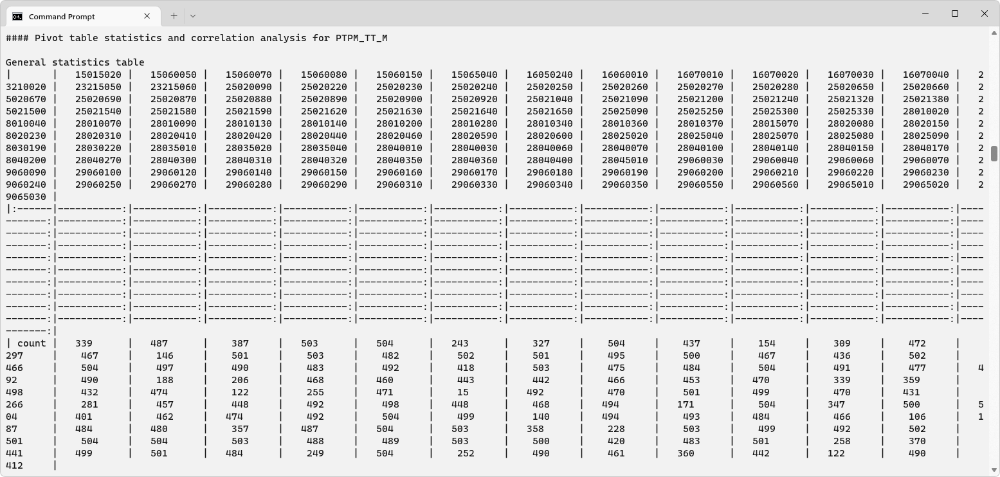 Command Prompt
#### Pivot table statistics and correlation analysis for PTPM_TT_M
General statistics table
|        |   15015020 |   15060050 |   15060070 |   15060080 |   15060150 |   15065040 |   16050240 |   16060010 |   16070010 |   16070020 |   16070030 |   16070040 |   2
3210020 |   23215050 |   23215060 |   25020090 |   25020220 |   25020230 |   25020240 |   25020250 |   25020260 |   25020270 |   25020280 |   25020650 |   25020660 |   2
5020670 |   25020690 |   25020870 |   25020880 |   25020890 |   25020900 |   25020920 |   25021040 |   25021090 |   25021200 |   25021240 |   25021320 |   25021380 |   2
5021500 |   25021540 |   25021580 |   25021590 |   25021620 |   25021630 |   25021640 |   25021650 |   25025090 |   25025250 |   25025300 |   25025330 |   28010020 |   2
8010040 |   28010070 |   28010090 |   28010130 |   28010140 |   28010200 |   28010280 |   28010340 |   28010360 |   28010370 |   28015070 |   28020080 |   28020150 |   2
8020230 |   28020310 |   28020410 |   28020420 |   28020440 |   28020460 |   28020590 |   28020600 |   28025020 |   28025040 |   28025070 |   28025080 |   28025090 |   2
8030190 |   28030220 |   28035010 |   28035020 |   28035040 |   28040010 |   28040030 |   28040060 |   28040070 |   28040100 |   28040140 |   28040150 |   28040170 |   2
8040200 |   28040270 |   28040300 |   28040310 |   28040320 |   28040350 |   28040360 |   28040400 |   28045010 |   29060030 |   29060040 |   29060060 |   29060070 |   2
9060090 |   29060100 |   29060120 |   29060140 |   29060150 |   29060160 |   29060170 |   29060180 |   29060190 |   29060200 |   29060210 |   29060220 |   29060230 |   2
9060240 |   29060250 |   29060270 |   29060280 |   29060290 |   29060310 |   29060330 |   29060340 |   29060350 |   29060550 |   29060560 |   29065010 |   29065020 |   2
9065030 |
|:------|-----------:|-----------:|-----------:|-----------:|-----------:|-----------:|-----------:|-----------:|-----------:|-----------:|-----------:|-----------:|----
-------:|-----------:|-----------:|-----------:|-----------:|-----------:|-----------:|-----------:|-----------:|-----------:|-----------:|-----------:|-----------:|----
-------:|-----------:|-----------:|-----------:|-----------:|-----------:|-----------:|-----------:|-----------:|-----------:|-----------:|-----------:|-----------:|----
-------:|-----------:|-----------:|-----------:|-----------:|-----------:|-----------:|-----------:|-----------:|-----------:|-----------:|-----------:|-----------:|----
-------:|-----------:|-----------:|-----------:|-----------:|-----------:|-----------:|-----------:|-----------:|-----------:|-----------:|-----------:|-----------:|----
-------:|-----------:|-----------:|-----------:|-----------:|-----------:|-----------:|-----------:|-----------:|-----------:|-----------:|-----------:|-----------:|----
-------:|-----------:|-----------:|-----------:|-----------:|-----------:|-----------:|-----------:|-----------:|-----------:|-----------:|-----------:|-----------:|----
-------:|-----------:|-----------:|-----------:|-----------:|-----------:|-----------:|-----------:|-----------:|-----------:|-----------:|-----------:|-----------:|----
-------:|-----------:|-----------:|-----------:|-----------:|-----------:|-----------:|-----------:|-----------:|-----------:|-----------:|-----------:|-----------:|----
-------:|-----------:|-----------:|-----------:|-----------:|-----------:|-----------:|-----------:|-----------:|-----------:|-----------:|-----------:|-----------:|----
-------:|
| count |   339 |   487 |   387 |   503 |   504 |   243 |   327 |   504 |   437 |   154 |   309 |   472 |
297 |   467 |   146 |   501 |   503 |   482 |   502 |   501 |   495 |   500 |   467 |   436 |   502 |
466 |   504 |   497 |   490 |   483 |   492 |   418 |   503 |   475 |   484 |   504 |   491 |   477 |   4
92 |   490 |   188 |   206 |   468 |   460 |   443 |   442 |   466 |   453 |   470 |   339 |   359 |
498 |   432 |   474 |   122 |   255 |   471 |   15 |   492 |   470 |   501 |   499 |   470 |   431 |
266 |   281 |   457 |   448 |   492 |   498 |   448 |   468 |   494 |   171 |   504 |   347 |   500 |   5
04 |   401 |   462 |   474 |   492 |   504 |   499 |   140 |   494 |   493 |   484 |   466 |   106 |   1
87 |   484 |   480 |   357 |   487 |   504 |   503 |   358 |   228 |   503 |   499 |   492 |   502 |
501 |   504 |   504 |   503 |   488 |   489 |   503 |   500 |   420 |   483 |   501 |   258 |   370 |
441 |   499 |   501 |   484 |   249 |   504 |   252 |   490 |   461 |   360 |   442 |   122 |   490 |
412 |